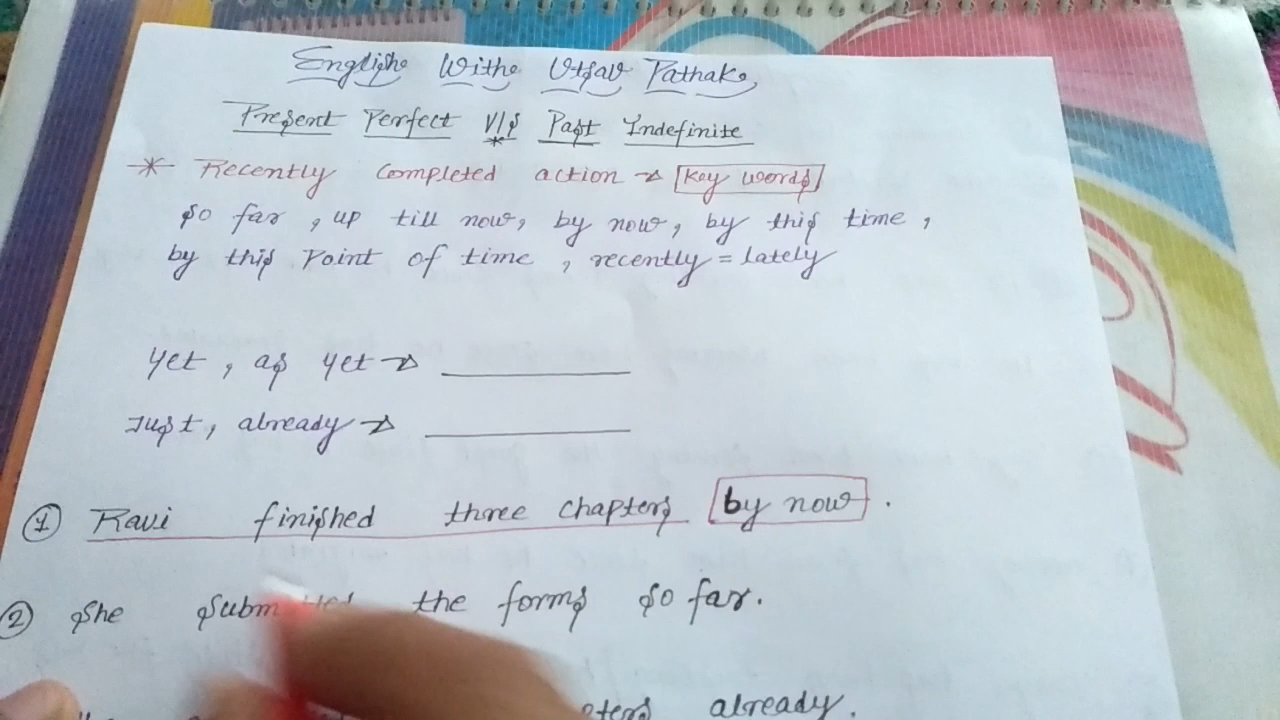 English With Utsav Pathak
Present Perfect V/s Past Indefinite
* Recently completed action → Key words
so far, up till now, by now, by this time,
by this Point of time, recently = lately
Yet, as yet →
Just, already →
① Ravi finished three chapters by now.
② She the forms so far.
already.